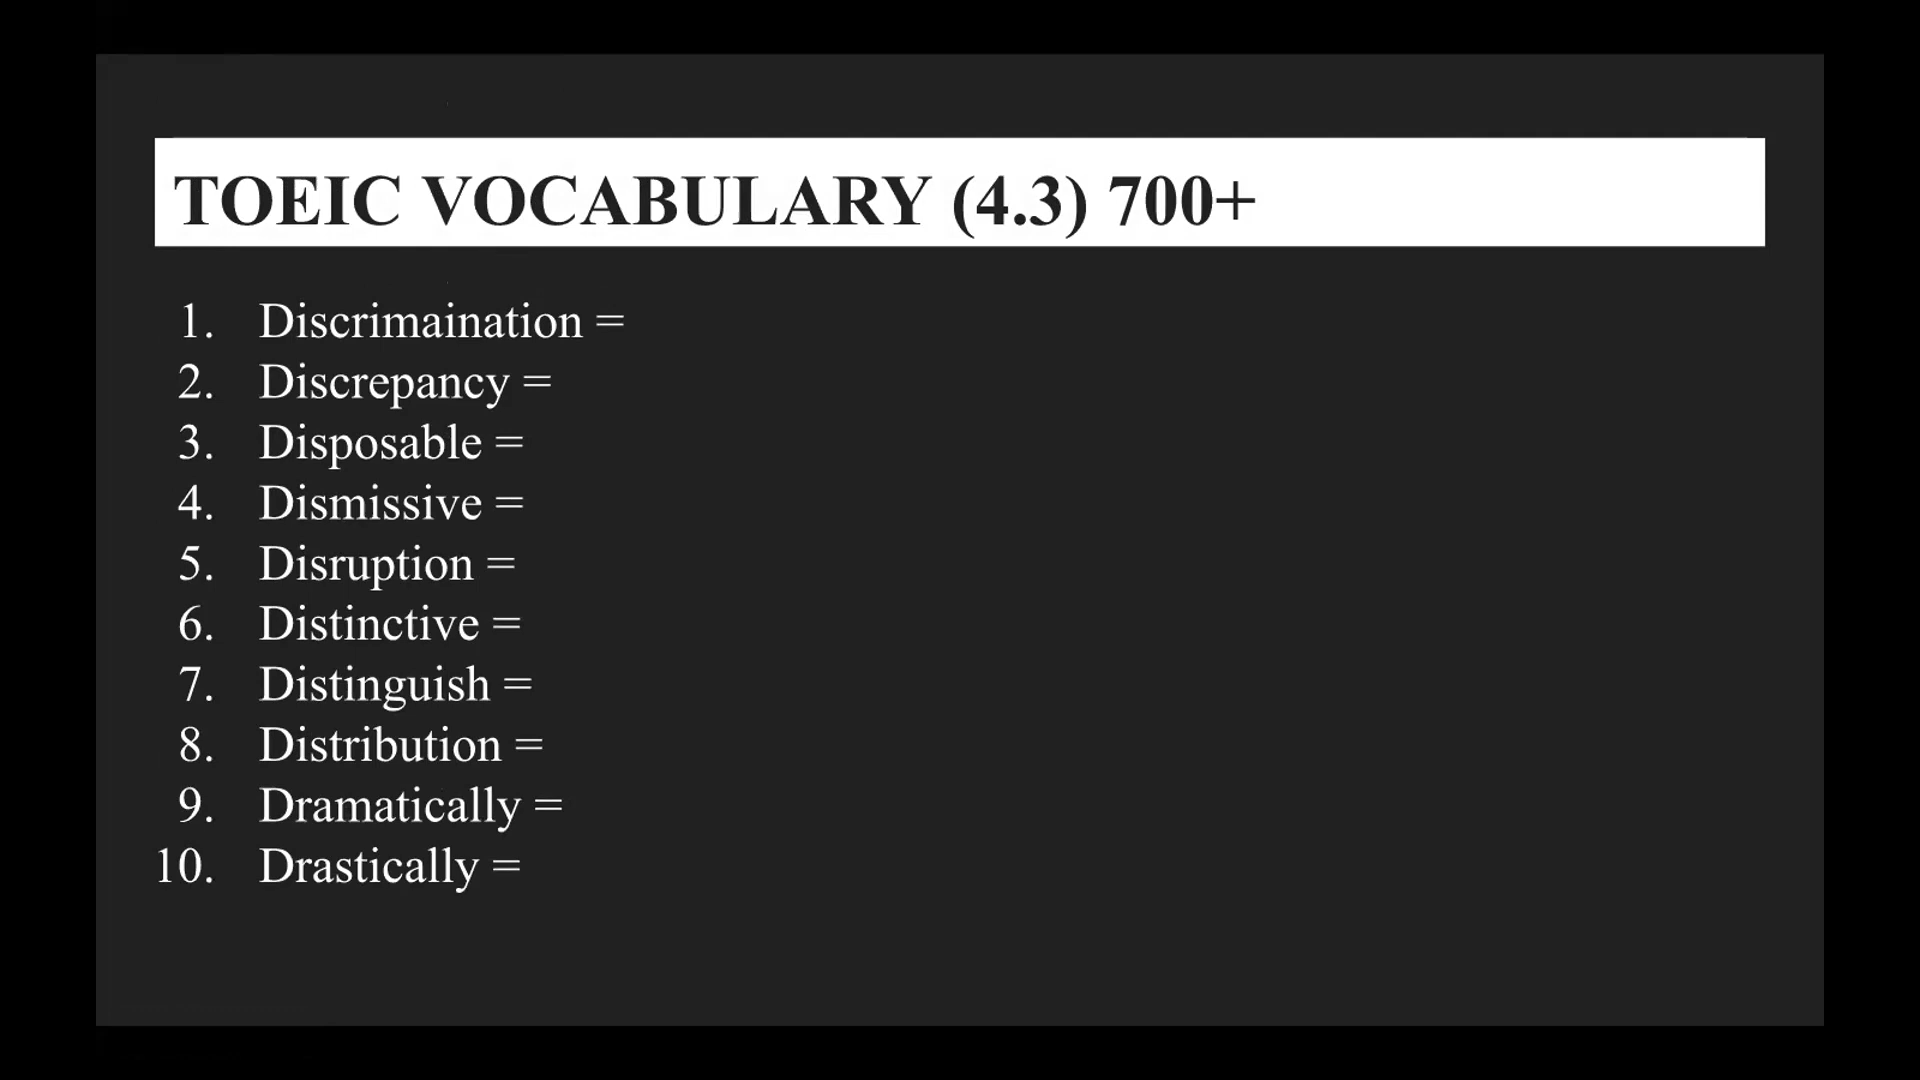 TOEIC VOCABULARY (4.3) 700+
1. Discrimaination =
2. Discrepancy =
3. Disposable =
4. Dismissive =
5. Disruption =
6. Distinctive =
7. Distinguish =
8. Distribution =
9. Dramatically =
10. Drastically =